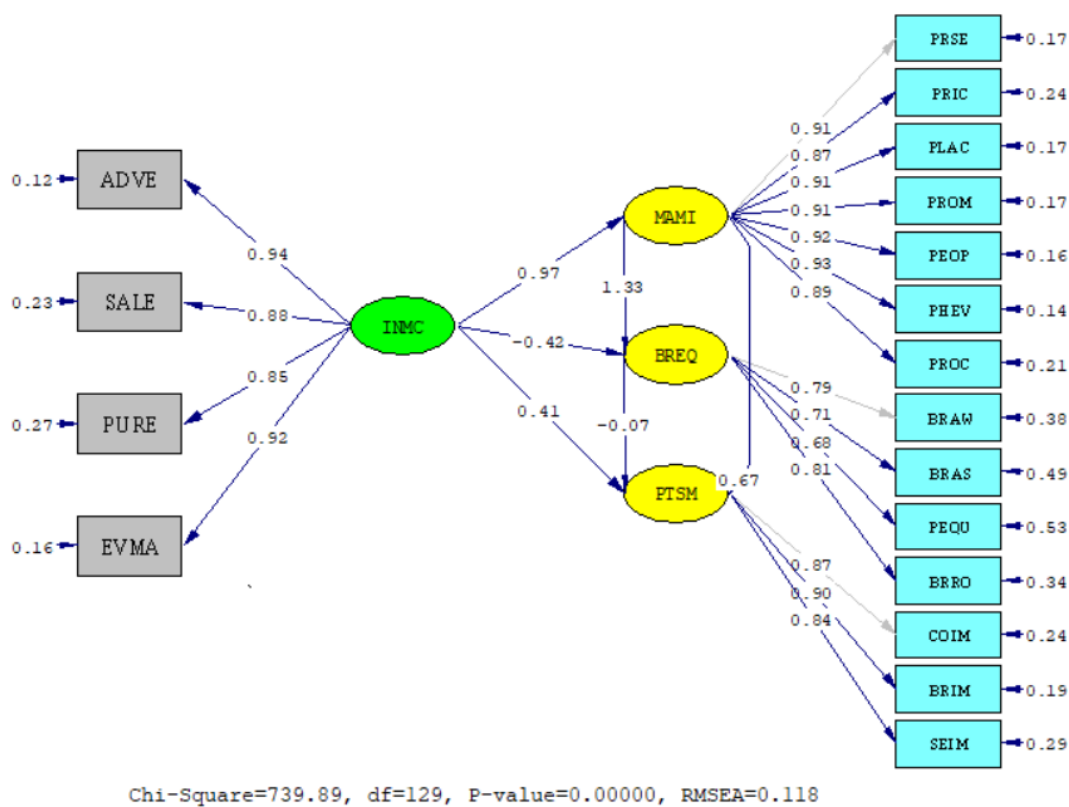 PRSE 0.17
PRIC 0.24
0.91
0.87
PLAC 0.17
0.12 ADVE
0.91
PROM 0.17
0.91
MAMI
0.92
PEOP 0.16
0.94
0.93
0.97
0.89
PHEV 0.14
1.33
0.23 SALE
0.88
INMC
-0.42
BREQ
PROC 0.21
0.85
0.79
0.71
BRAW 0.38
0.41
-0.07
0.68
0.27 PURE
0.92
0.81
BRAS 0.49
0.67
PTSM
PEQU 0.53
0.16 EVMA
0.87
BRRO 0.34
0.90
0.84
COIM 0.24
BRIM 0.19
SEIM 0.29
Chi-Square=739.89, df=129, P-value=0.00000, RMSEA=0.118